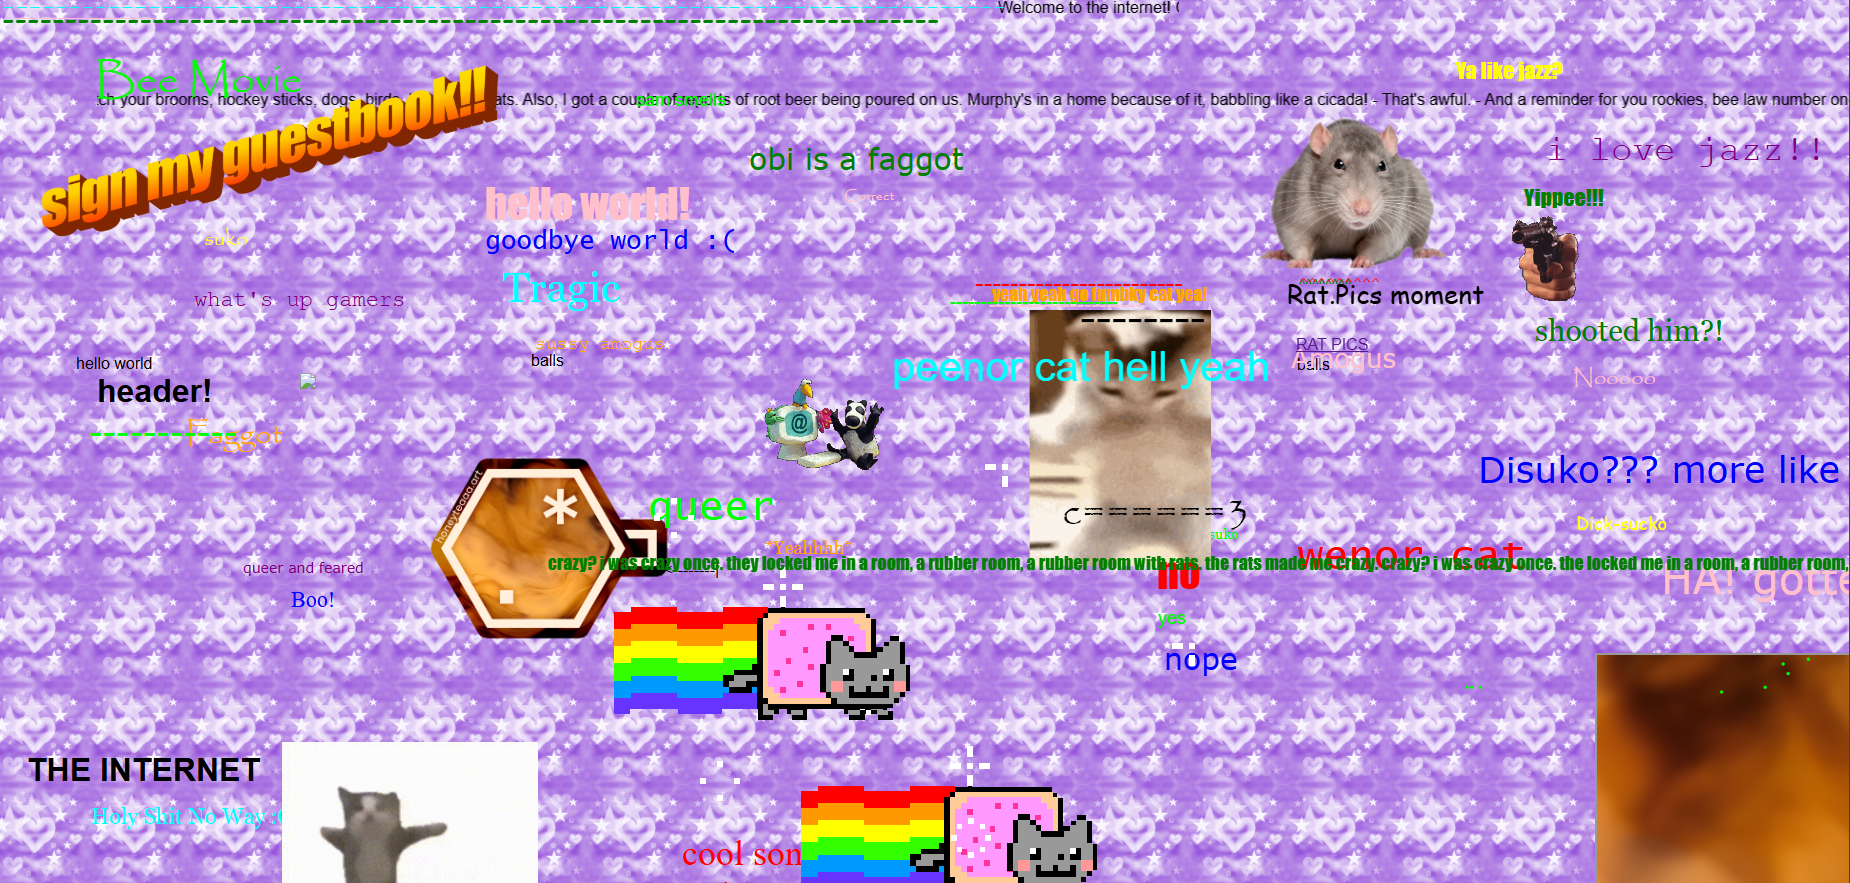 Welcome to the internet!
----------------------------------------------------------------
Bee Movie
Ya like jazz?
ch your brooms, hockey sticks, dogs, birds, ats. Also, I got a couple of of root beer being poured on us. Murphy's in a home because of it, babbling like a cicada! - That's awful. - And a reminder for you rookies, bee law number on
sam smells
sign my guestbook!!
obi is a faggot
i love jazz!!
Correct
hello world!
Yippee!!!
suko
goodbye world :(
Tragic
what's up gamers
yeah yeah go cat yea!
Rat.Pics moment
shooted him?!
sussy amogus
RAT PICS
hello world
balls
peenor cat hell yeah
Amogus
balls
Nooooo
header!
Faggot
@
Disuko??? more like
honeyteaaa.art
*
queer
c======3
Dick-sucko
suko
*Yeahhhh*
wenor cat
crazy? i was crazy once. they locked me in a room, a rubber room, a rubber room with rats. the rats made me crazy. crazy? i was crazy once. the locked me in a room, a rubber room,
queer and feared
no
HA! gotte
Boo!
yes
nope
THE INTERNET
Holy Shit No Way :O
cool son